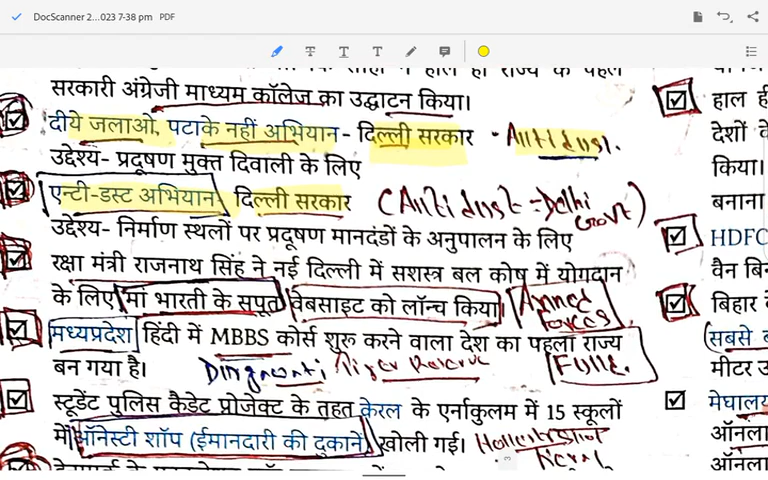 DocScanner 2...023 7-38 pm PDF
सरकारी अंग्रेजी माध्यम कॉलेज का उद्घाटन किया।
दीये जलाओ, पटाके नहीं अभियान- दिल्ली सरकार - Anti dust.
उद्देश्य- प्रदूषण मुक्त दिवाली के लिए
एन्टी-डस्ट अभियान- दिल्ली सरकार (Anti dust = Delhi Govt)
उद्देश्य- निर्माण स्थलों पर प्रदूषण मानदंडों के अनुपालन के लिए
रक्षा मंत्री राजनाथ सिंह ने नई दिल्ली में सशस्त्र बल कोष में योगदान
के लिए मां भारती के सपूत वेबसाइट को लॉन्च किया। Armed forces
मध्यप्रदेश हिंदी में MBBS कोर्स शुरू करने वाला देश का पहला राज्य
बन गया है। Tiger Reserve
स्टूडेंट पुलिस कैडेट प्रोजेक्ट के तहत केरल के एर्नाकुलम में 15 स्कूलों
में ऑनेस्टी शॉप (ईमानदारी की दुकानें) खोली गई।
हाल ही
देशों के
किया।
बनाना
HDFC
वैन बि
बिहार
सबसे
मीटर उ
मेघालय
ऑनला
ऑनला